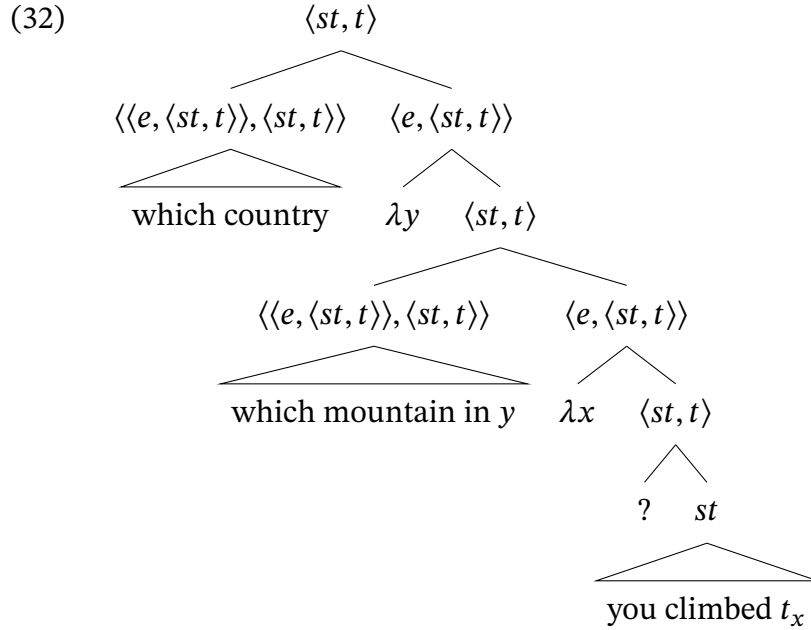 (32) ⟨st, t⟩
⟨⟨e, ⟨st, t⟩⟩, ⟨st, t⟩⟩ ⟨e, ⟨st, t⟩⟩
which country λy ⟨st, t⟩
⟨⟨e, ⟨st, t⟩⟩, ⟨st, t⟩⟩ ⟨e, ⟨st, t⟩⟩
which mountain in y λx ⟨st, t⟩
? st
you climbed tₓ